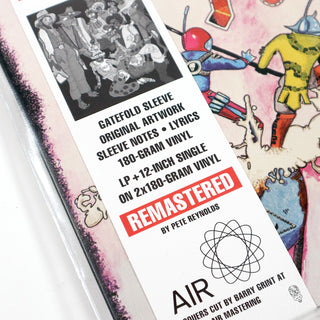 GATEFOLD SLEEVE
ORIGINAL ARTWORK
SLEEVE NOTES • LYRICS
180-GRAM VINYL
LP + 12-INCH SINGLE
ON 2x180-GRAM VINYL
REMASTERED
BY PETE REYNOLDS
AIR
CUT BY BARRY GRINT AT
AIR MASTERING